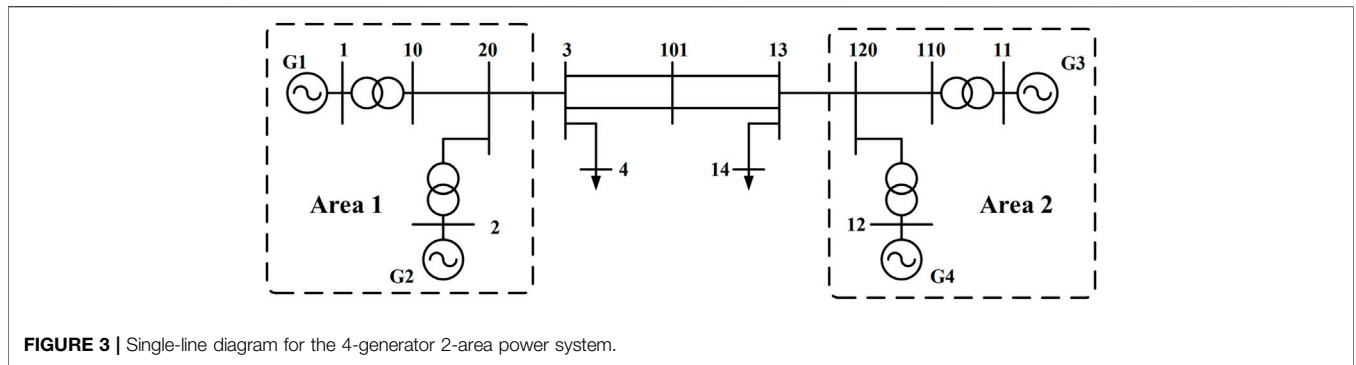 1 10 20 3 101 13 120 110 11
G1 G3
4 14
Area 1 Area 2
2 12
G2 G4
FIGURE 3 | Single-line diagram for the 4-generator 2-area power system.